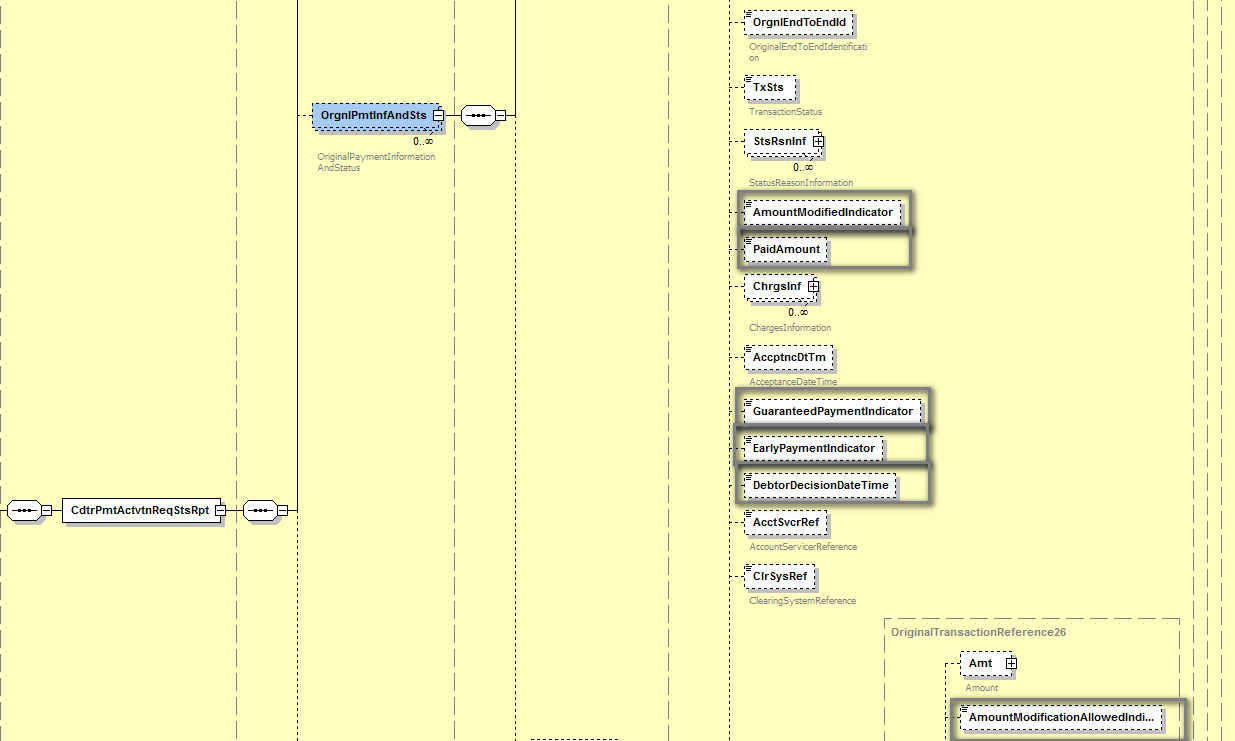 OrgnlEndToEndId
OriginalEndToEndIdentificati
on
TxSts
TransactionStatus
OrgnlPmtInfAndSts
0..∞
OriginalPaymentInformation
AndStatus
StsRsnInf
0..∞
StatusReasonInformation
AmountModifiedIndicator
PaidAmount
ChrgsInf
0..∞
ChargesInformation
AccptncDtTm
AcceptanceDateTime
GuaranteedPaymentIndicator
EarlyPaymentIndicator
DebtorDecisionDateTime
CdtrPmtActvtnReqStsRpt
AcctSvcrRef
AccountServicerReference
ClrSysRef
ClearingSystemReference
OriginalTransactionReference26
Amt
Amount
AmountModificationAllowedIndi...